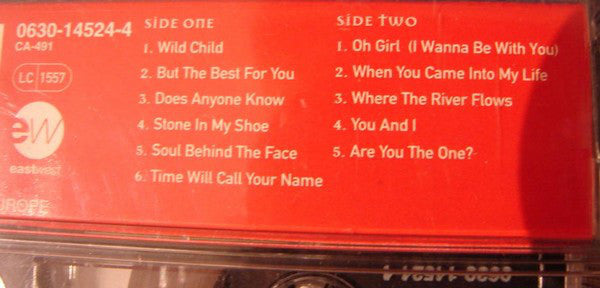 0630-14524-4
CA-491
LC 1557
ew
eastwest
EUROPE
SIDE ONE
1. Wild Child
2. But The Best For You
3. Does Anyone Know
4. Stone In My Shoe
5. Soul Behind The Face
6. Time Will Call Your Name
SIDE TWO
1. Oh Girl (I Wanna Be With You)
2. When You Came Into My Life
3. Where The River Flows
4. You And I
5. Are You The One?